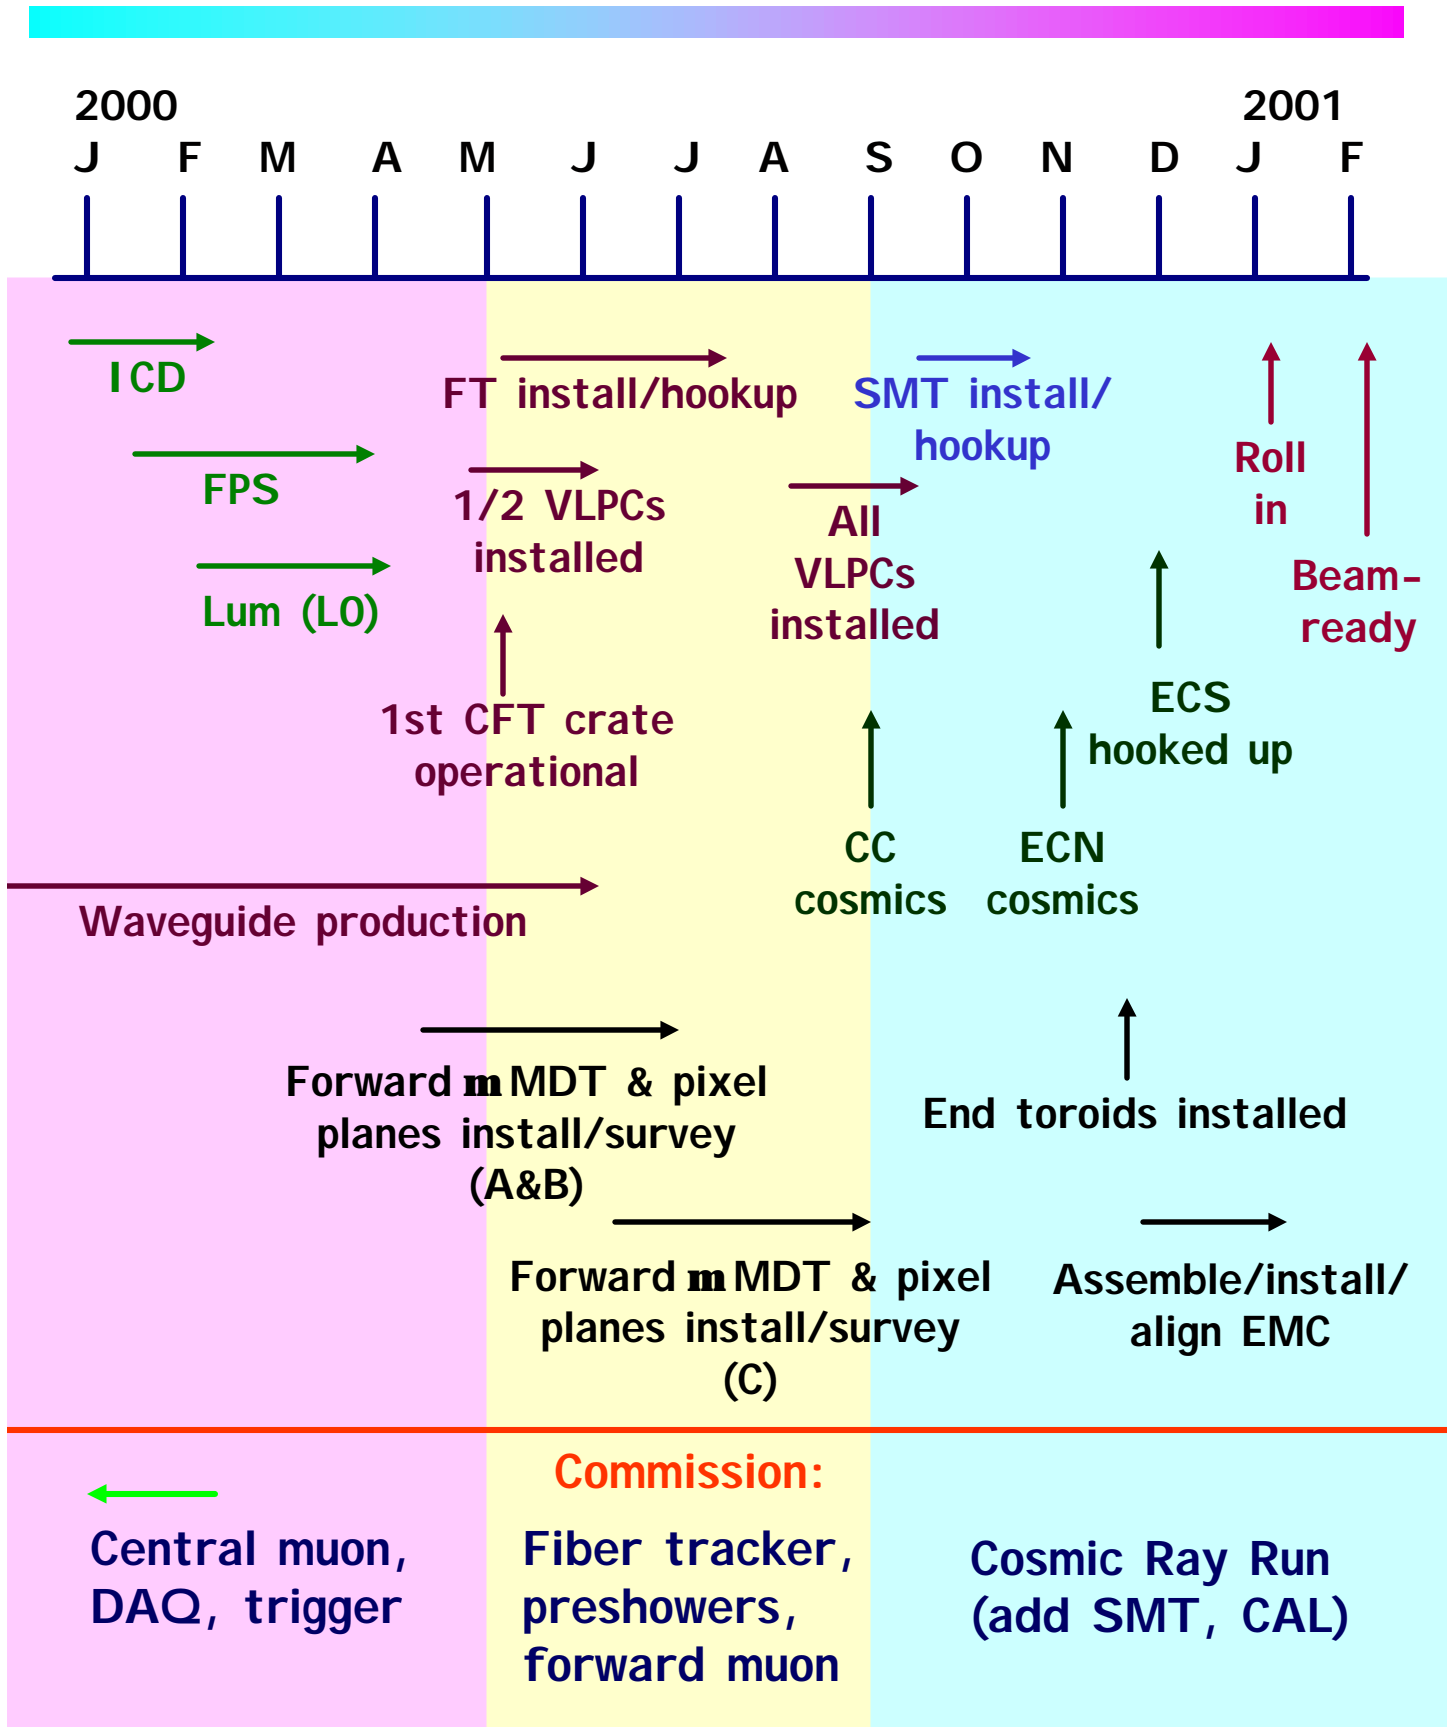 2000 2001
J F M A M J J A S O N D J F
ICD
FPS
Lum (L0)
FT install/hookup
1/2 VLPCs
installed
1st CFT crate
operational
SMT install/
hookup
All
VLPCs
installed
Roll
in
Beam-
ready
ECS
hooked up
CC
cosmics
ECN
cosmics
Waveguide production
Forward m MDT & pixel
planes install/survey
(A&B)
End toroids installed
Forward m MDT & pixel
planes install/survey
(C)
Assemble/install/
align EMC
Commission:
Central muon,
DAQ, trigger
Fiber tracker,
preshowers,
forward muon
Cosmic Ray Run
(add SMT, CAL)